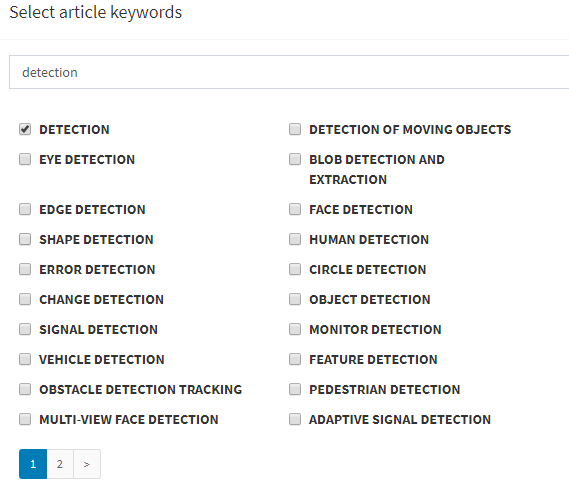 Select article keywords
detection
DETECTION
DETECTION OF MOVING OBJECTS
EYE DETECTION
BLOB DETECTION AND
EXTRACTION
EDGE DETECTION
FACE DETECTION
SHAPE DETECTION
HUMAN DETECTION
ERROR DETECTION
CIRCLE DETECTION
CHANGE DETECTION
OBJECT DETECTION
SIGNAL DETECTION
MONITOR DETECTION
VEHICLE DETECTION
FEATURE DETECTION
OBSTACLE DETECTION TRACKING
PEDESTRIAN DETECTION
MULTI-VIEW FACE DETECTION
ADAPTIVE SIGNAL DETECTION
1 2 >